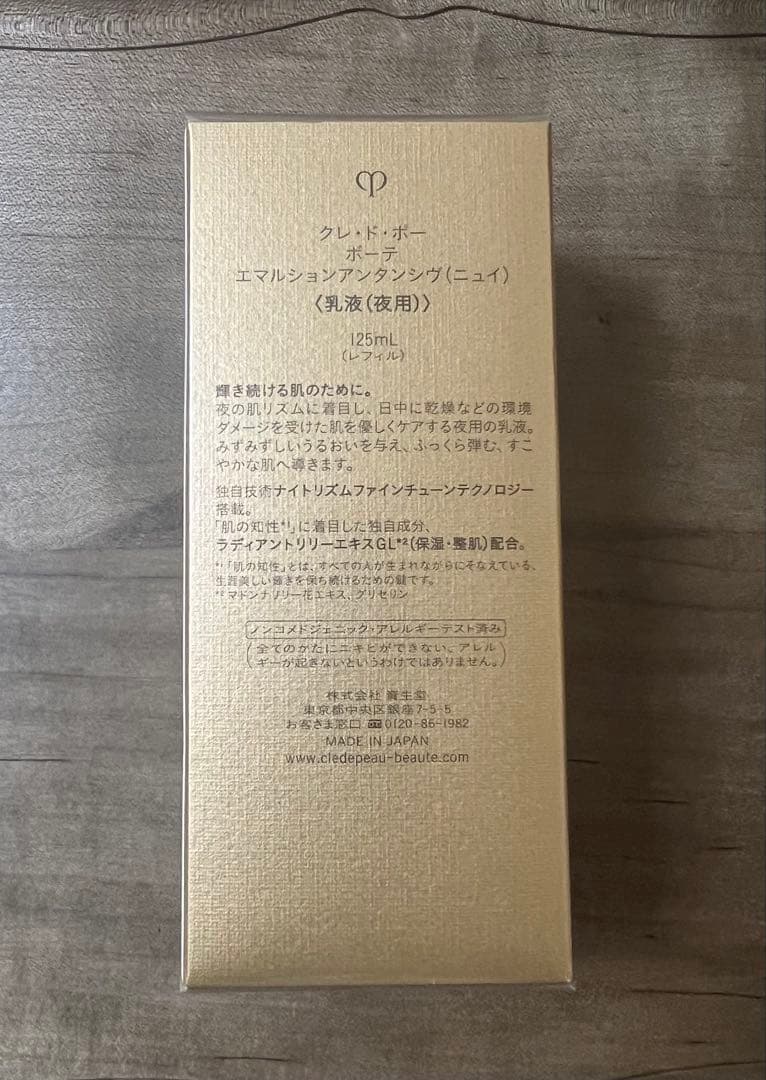 クレ・ド・ポー
ボーテ
エマルションアンタンシヴ(ニュイ)
〈乳液(夜用)〉
125mL
(レフィル)
輝き続ける肌のために。
夜の肌リズムに着目し、日中に乾燥などの環境
ダメージを受けた肌を優しくケアする夜用の乳液。
みずみずしいうるおいを与え、ふっくら弾む、すこ
やかな肌へ導きます。
独自技術ナイトリズムファインチューンテクノロジー
搭載。
「肌の知性*¹」に着目した独自成分、
ラディアントリリーエキスGL*²(保湿・整肌)配合。
*¹「肌の知性」とは、すべての人が生まれながらにそなえている、
生涯美しい輝きを保ち続けるための鍵です。
*² マドンナリリー花エキス、グリセリン
ノンコメドジェニック・アレルギーテスト済み
(全てのかたにニキビができない、アレル
ギーが起きないというわけではありません。)
株式会社 資生堂
東京都中央区銀座7-5-5
お客さま窓口 0120-86-1982
MADE IN JAPAN
www.cledepeau-beaute.com